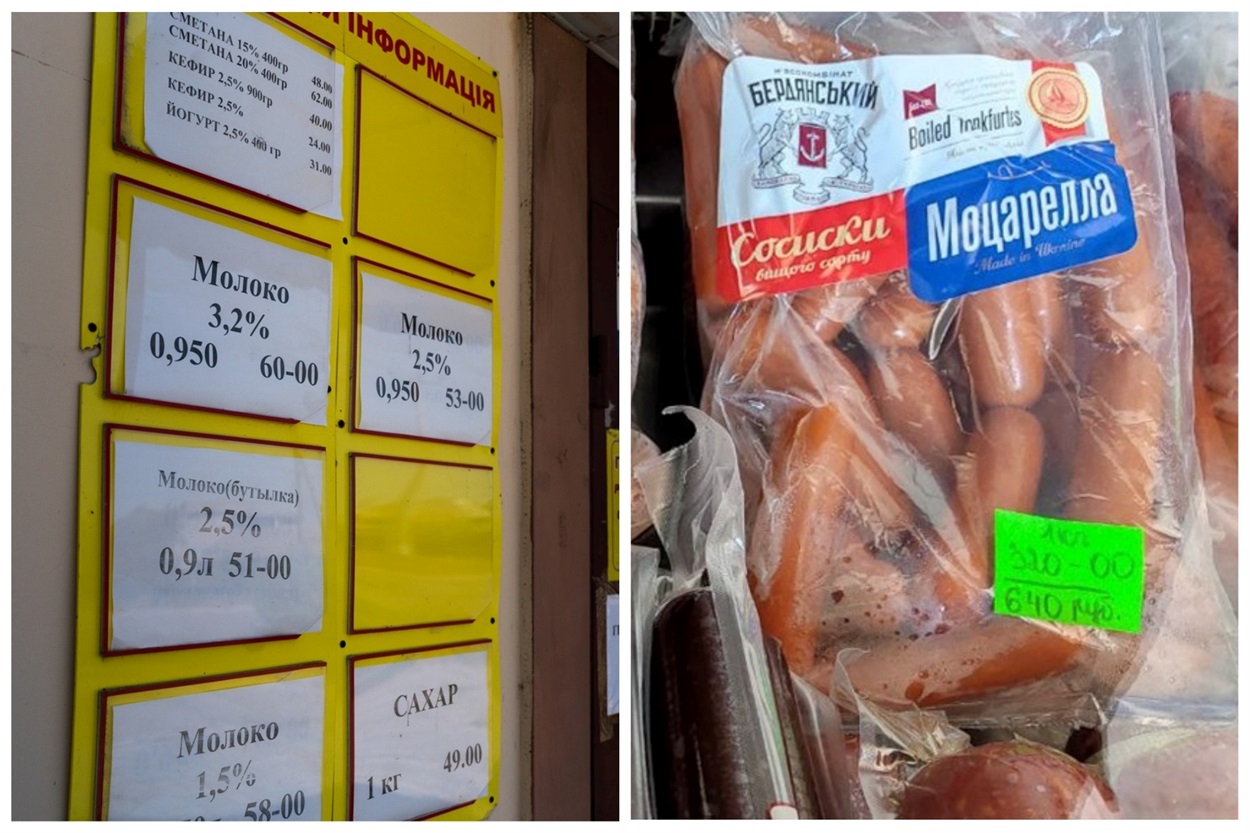 ІНФОРМАЦІЯ
СМЕТАНА 15% 400гр 48.00
СМЕТАНА 20% 400гр 62.00
КЕФИР 2,5% 900гр 40.00
КЕФИР 2,5% 24.00
ЙОГУРТ 2,5% 400 гр 31.00
Молоко
3,2%
0,950 60-00
Молоко
2,5%
0,950 53-00
Молоко(бутылка)
2,5%
0,9л 51-00
Молоко
1,5%
58-00
САХАР
1 кг 49.00
М'ЯСОКОМБІНАТ
БЕРДЯНСЬКИЙ
Boiled frankfurts
Сосиски
вищого сорту
Моцарелла
Made in Ukraine
1кг
320-00
640 руб.